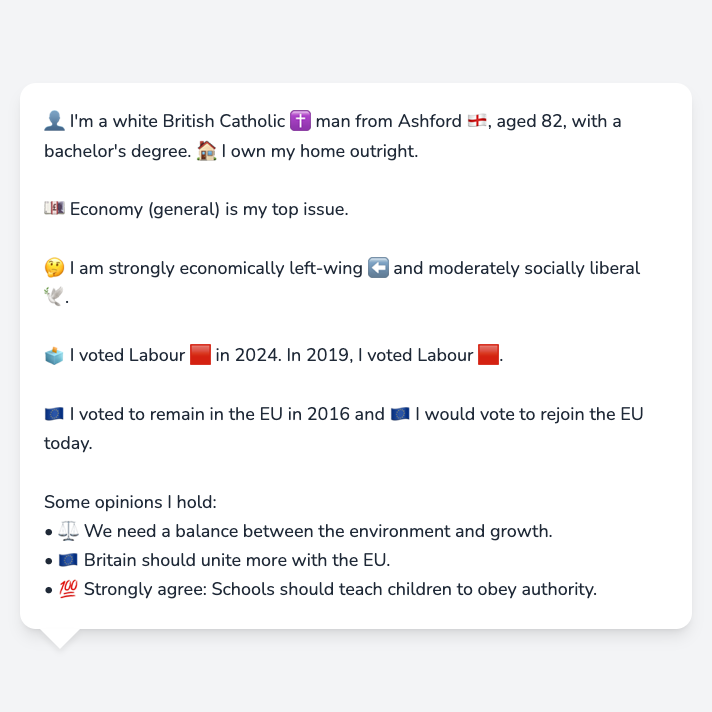 👤 I'm a white British Catholic ✝️ man from Ashford 🏴󠁧󠁢󠁥󠁮󠁧󠁿, aged 82, with a
bachelor's degree. 🏠 I own my home outright.
💷 Economy (general) is my top issue.
🤔 I am strongly economically left-wing ⬅️ and moderately socially liberal
🕊️.
🗳️ I voted Labour 🟥 in 2024. In 2019, I voted Labour 🟥.
🇪🇺 I voted to remain in the EU in 2016 and 🇪🇺 I would vote to rejoin the EU
today.
Some opinions I hold:
• ⚖️ We need a balance between the environment and growth.
• 🇪🇺 Britain should unite more with the EU.
• 💯 Strongly agree: Schools should teach children to obey authority.